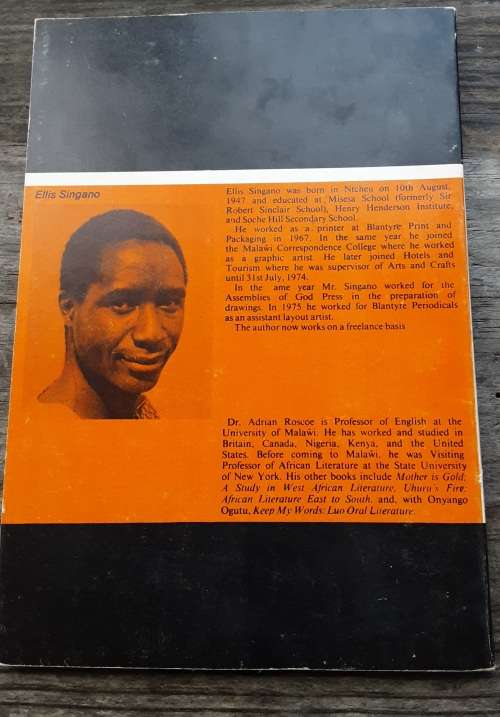 Ellis Singano
Ellis Singano was born in Ntcheu on 10th August,
1947 and educated at Misesa School (formerly Sir
Robert Sinclair School), Henry Henderson Institute,
and Soche Hill Secondary School.
He worked as a printer at Blantyre Print and
Packaging in 1967. In the same year he joined
the Malaŵi Correspondence College where he worked
as a graphic artist. He later joined Hotels and
Tourism where he was supervisor of Arts and Crafts
until 31st July, 1974.
In the ame year Mr. Singano worked for the
Assemblies of God Press in the preparation of
drawings. In 1975 he worked for Blantyre Periodicals
as an assistant layout artist.
The author now works on a freelance basis
Dr. Adrian Roscoe is Professor of English at the
University of Malaŵi. He has worked and studied in
Britain, Canada, Nigeria, Kenya, and the United
States. Before coming to Malaŵi, he was Visiting
Professor of African Literature at the State University
of New York. His other books include Mother is Gold:
A Study in West African Literature, Uhuru's Fire:
African Literature East to South, and, with Onyango
Ogutu, Keep My Words: Luo Oral Literature.